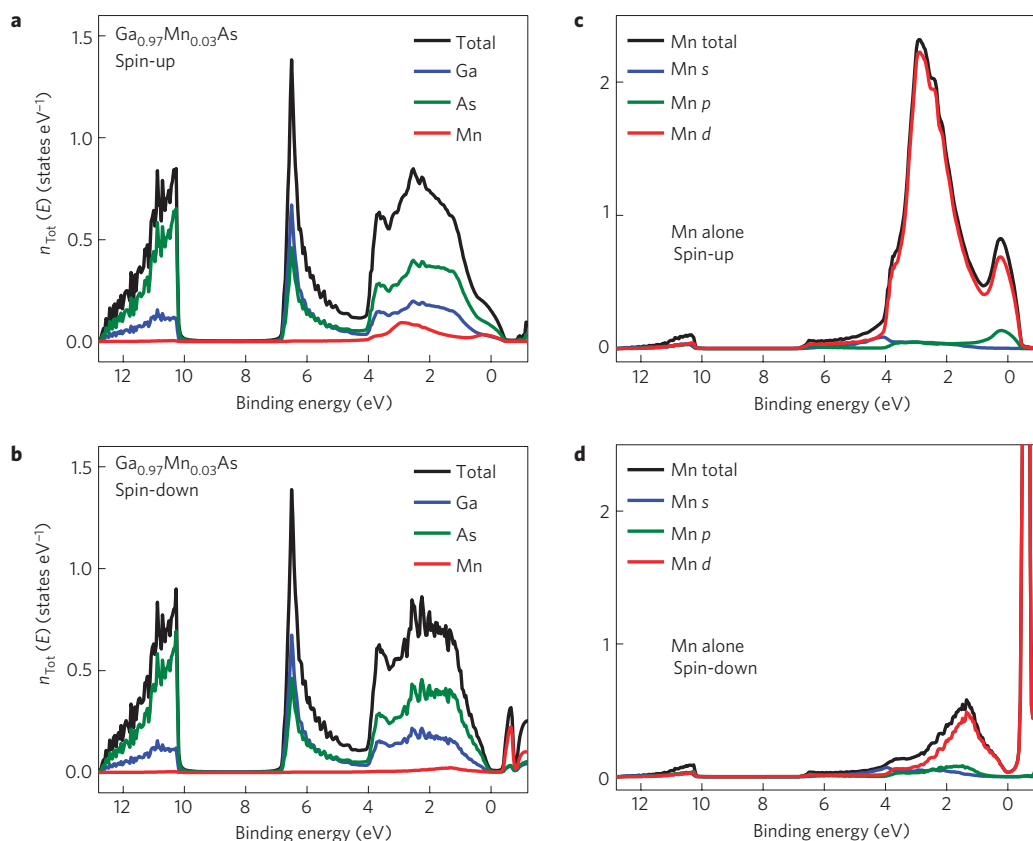 a
Ga0.97Mn0.03As
Spin-up
Total
Ga
As
Mn
nTot (E) (states eV−1)
1.5
1.0
0.5
0.0
12 10 8 6 4 2 0
Binding energy (eV)
c
Mn total
Mn s
Mn p
Mn d
Mn alone
Spin-up
2
1
0
12 10 8 6 4 2 0
Binding energy (eV)
b
Ga0.97Mn0.03As
Spin-down
Total
Ga
As
Mn
nTot (E) (states eV−1)
1.5
1.0
0.5
0.0
12 10 8 6 4 2 0
Binding energy (eV)
d
Mn total
Mn s
Mn p
Mn d
Mn alone
Spin-down
2
1
0
12 10 8 6 4 2 0
Binding energy (eV)